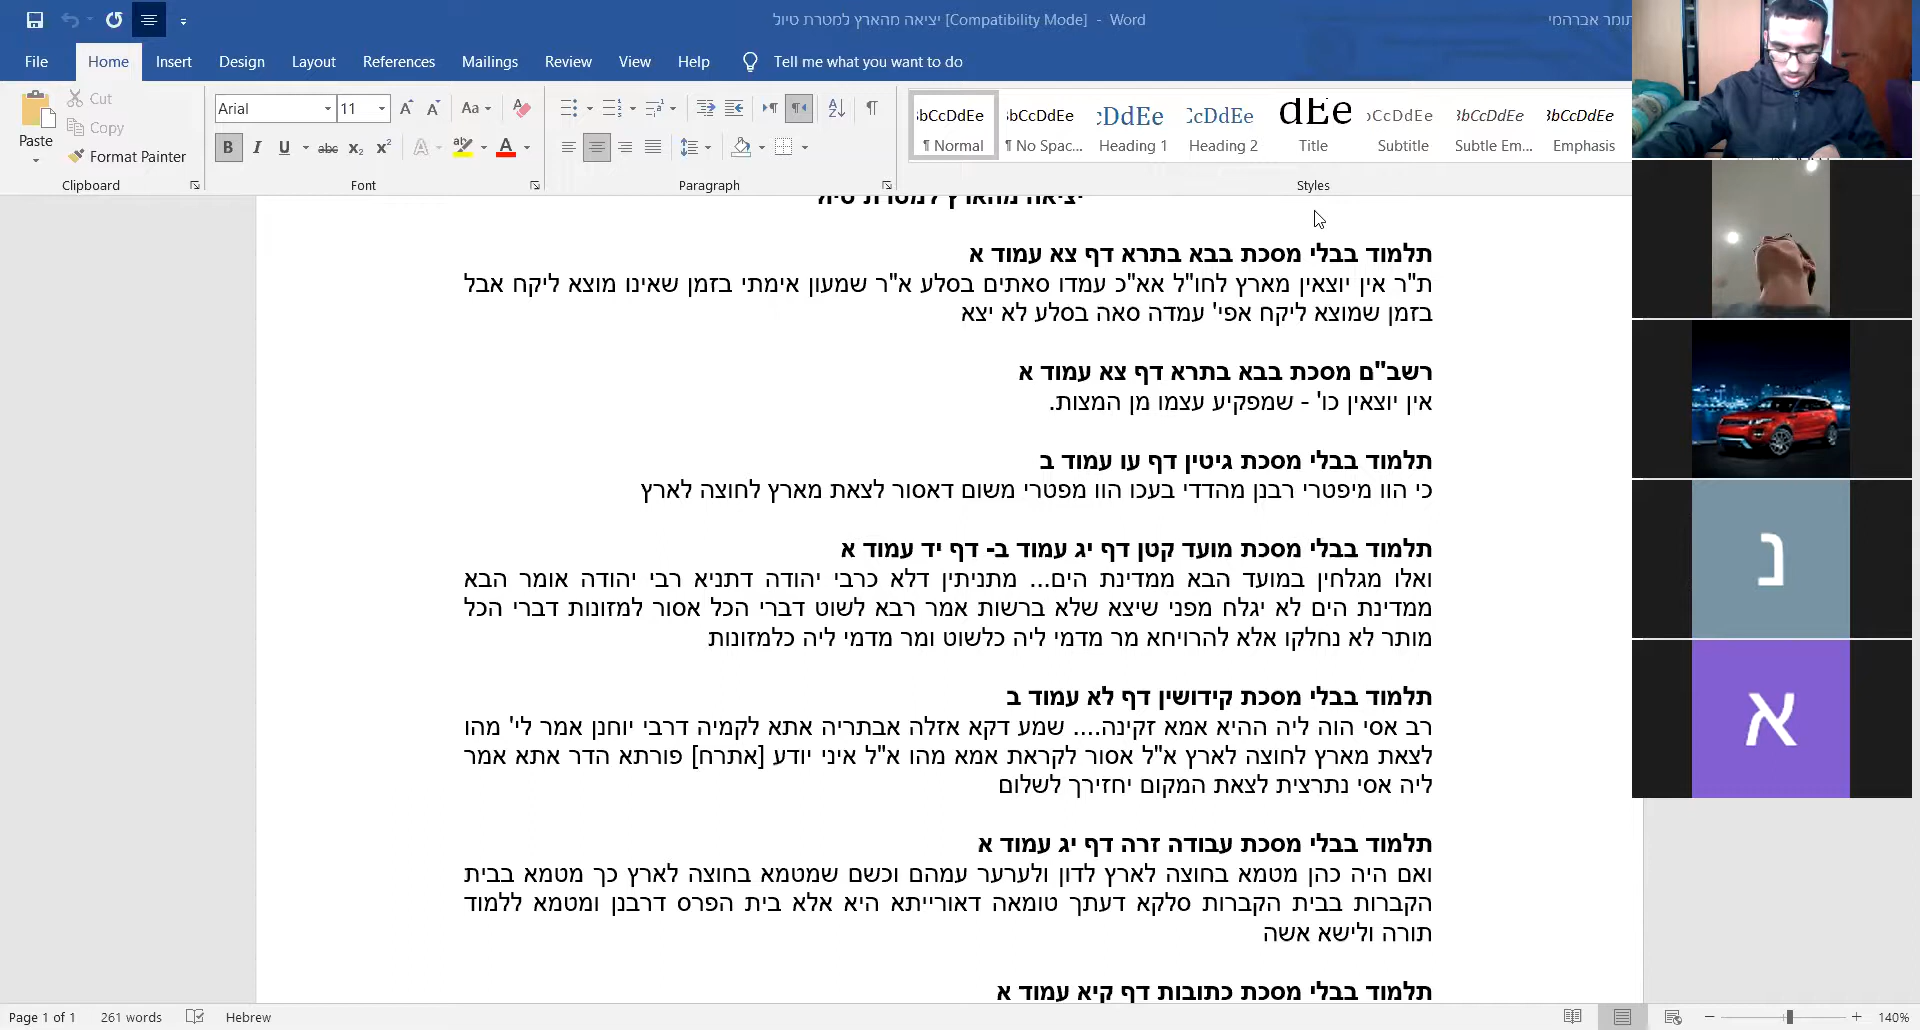 יציאה מהארץ למטרת טיול [Compatibility Mode] - Word
תומר אברהמי
File Home Insert Design Layout References Mailings Review View Help Tell me what you want to do
Paste
Cut
Copy
Format Painter
Clipboard
Arial 11
Font
Paragraph
Normal
No Spac...
Heading 1
Heading 2
Title
Subtitle
Subtle Em...
Emphasis
Styles
יציאה מהארץ למטרת טיול
תלמוד בבלי מסכת בבא בתרא דף צא עמוד א
ת"ר אין יוצאין מארץ לחו"ל אא"כ עמדו סאתים בסלע א"ר שמעון אימתי בזמן שאינו מוצא ליקח אבל
בזמן שמוצא ליקח אפי' עמדה סאה בסלע לא יצא
רשב"ם מסכת בבא בתרא דף צא עמוד א
אין יוצאין כו' - שמפקיע עצמו מן המצות.
תלמוד בבלי מסכת גיטין דף עו עמוד ב
כי הוו מיפטרי רבנן מהדדי בעכו הוו מפטרי משום דאסור לצאת מארץ לחוצה לארץ
תלמוד בבלי מסכת מועד קטן דף יג עמוד ב- דף יד עמוד א
ואלו מגלחין במועד הבא ממדינת הים... מתניתין דלא כרבי יהודה דתניא רבי יהודה אומר הבא
ממדינת הים לא יגלח מפני שיצא שלא ברשות אמר רבא לשוט דברי הכל אסור למזונות דברי הכל
מותר לא נחלקו אלא להרויחא מר מדמי ליה כלשוט ומר מדמי ליה כלמזונות
תלמוד בבלי מסכת קידושין דף לא עמוד ב
רב אסי הוה ליה ההיא אמא זקינה.... שמע דקא אזלה אבתריה אתא לקמיה דרבי יוחנן אמר לי' מהו
לצאת מארץ לחוצה לארץ א"ל אסור לקראת אמא מהו א"ל איני יודע [אתרח] פורתא הדר אתא אמר
ליה אסי נתרצית לצאת המקום יחזירך לשלום
תלמוד בבלי מסכת עבודה זרה דף יג עמוד א
ואם היה כהן מטמא בחוצה לארץ לדון ולערער עמהם וכשם שמטמא בחוצה לארץ כך מטמא בבית
הקברות בבית הקברות סלקא דעתך טומאה דאורייתא היא אלא בית הפרס דרבנן ומטמא ללמוד
תורה ולישא אשה
תלמוד בבלי מסכת כתובות דף קיא עמוד א
נ
א
Page 1 of 1 261 words Hebrew 140%